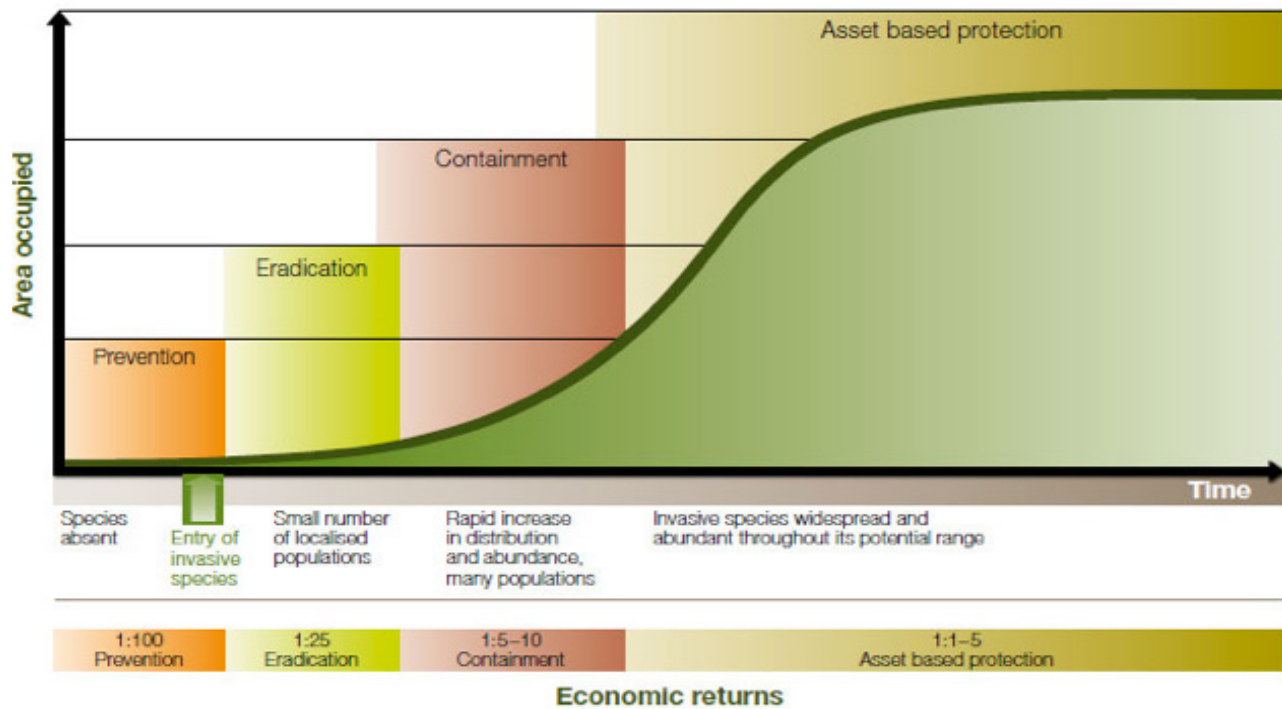 Asset based protection
Containment
Eradication
Prevention
Area occupied
Time
Species
absent
Entry of
invasive
species
Small number
of localised
populations
Rapid increase
in distribution
and abundance,
many populations
Invasive species widespread and
abundant throughout its potential range
1:100
Prevention
1:25
Eradication
1:5–10
Containment
1:1–5
Asset based protection
Economic returns